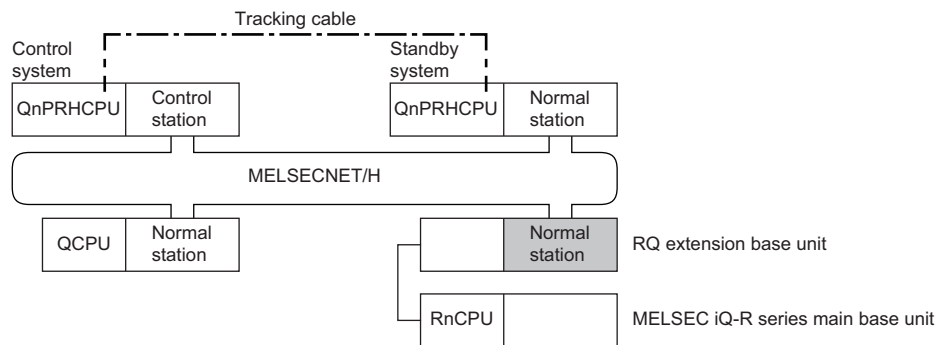 Tracking cable
Control
system
Standby
system
QnPRHCPU
Control
station
QnPRHCPU
Normal
station
MELSECNET/H
QCPU
Normal
station
Normal
station
RQ extension base unit
RnCPU
MELSEC iQ-R series main base unit